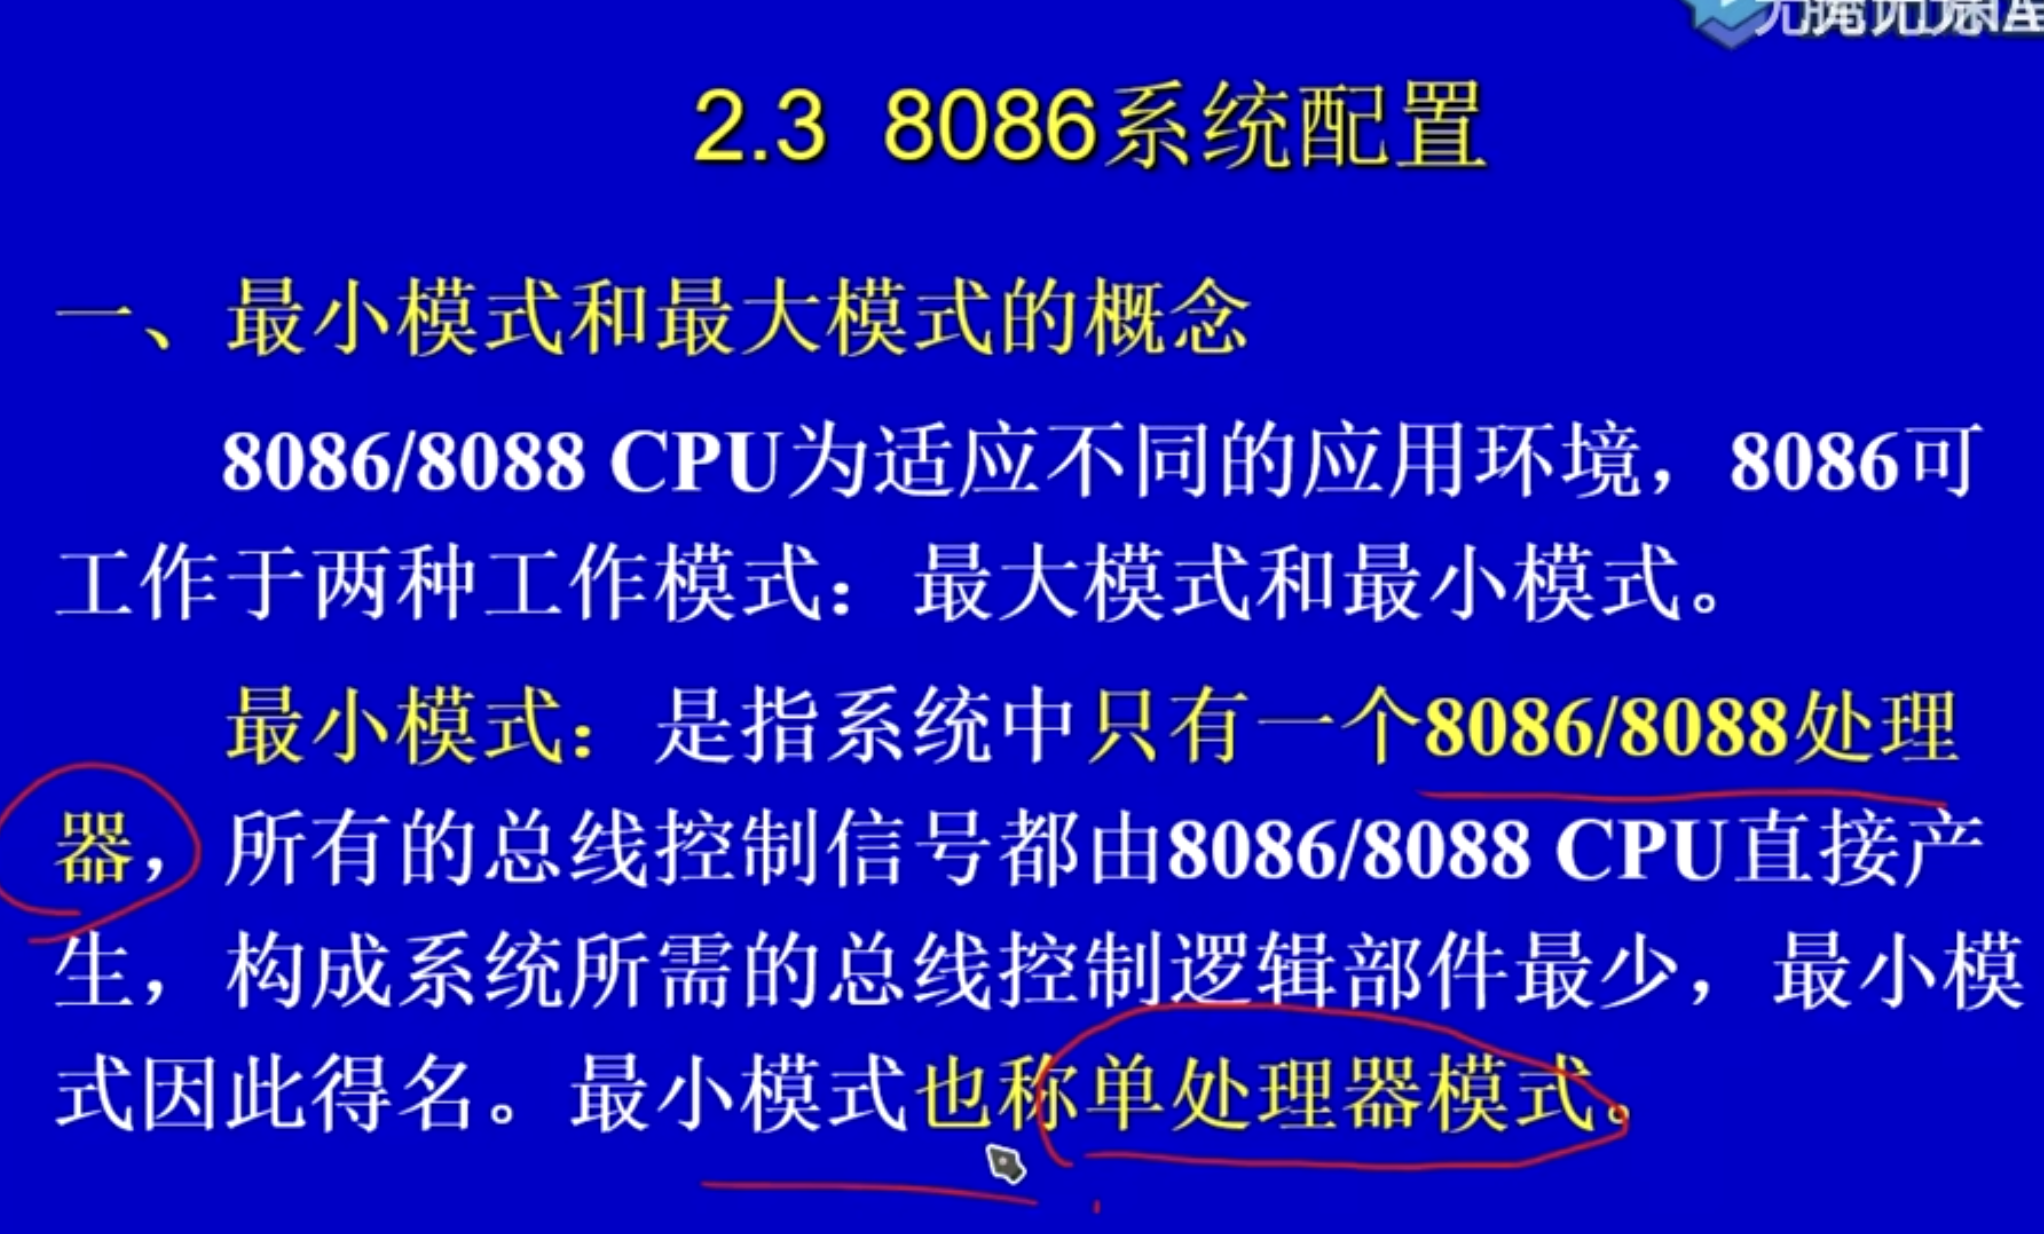 2.3 8086系统配置
一、最小模式和最大模式的概念
8086/8088 CPU为适应不同的应用环境，8086可
工作于两种工作模式：最大模式和最小模式。
最小模式：是指系统中只有一个8086/8088处理
器，所有的总线控制信号都由8086/8088 CPU直接产
生，构成系统所需的总线控制逻辑部件最少，最小模
式因此得名。最小模式也称单处理器模式。